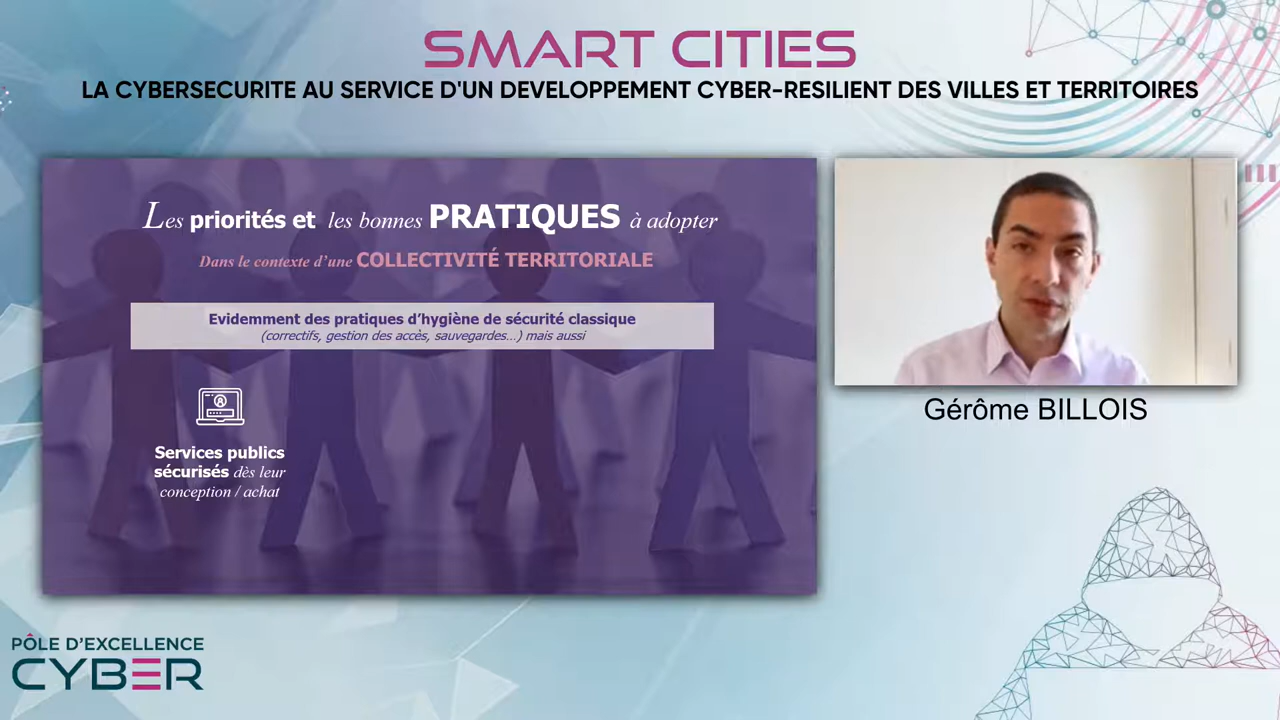 SMART CITIES
LA CYBERSECURITE AU SERVICE D'UN DEVELOPPEMENT CYBER-RESILIENT DES VILLES ET TERRITOIRES
Les priorités et les bonnes PRATIQUES à adopter
Dans le contexte d'une COLLECTIVITÉ TERRITORIALE
Evidemment des pratiques d'hygiène de sécurité classique
(correctifs, gestion des accès, sauvegardes...) mais aussi
Services publics
sécurisés dès leur
conception / achat
Gérôme BILLOIS
PÔLE D'EXCELLENCE
CYBER